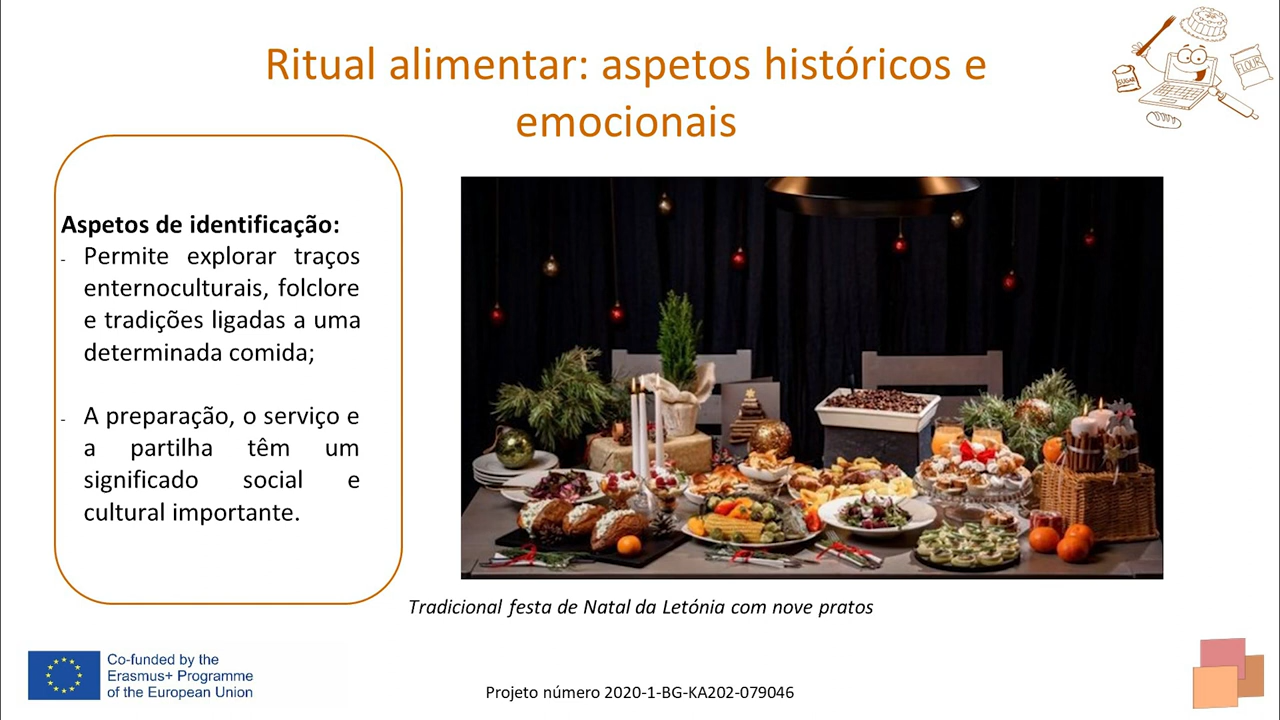 Ritual alimentar: aspetos históricos e
emocionais
SUGAR
FLOUR
Aspetos de identificação:
- Permite explorar traços
enternoculturais, folclore
e tradições ligadas a uma
determinada comida;
- A preparação, o serviço e
a partilha têm um
significado social e
cultural importante.
Tradicional festa de Natal da Letónia com nove pratos
Co-funded by the
Erasmus+ Programme
of the European Union
Projeto número 2020-1-BG-KA202-079046